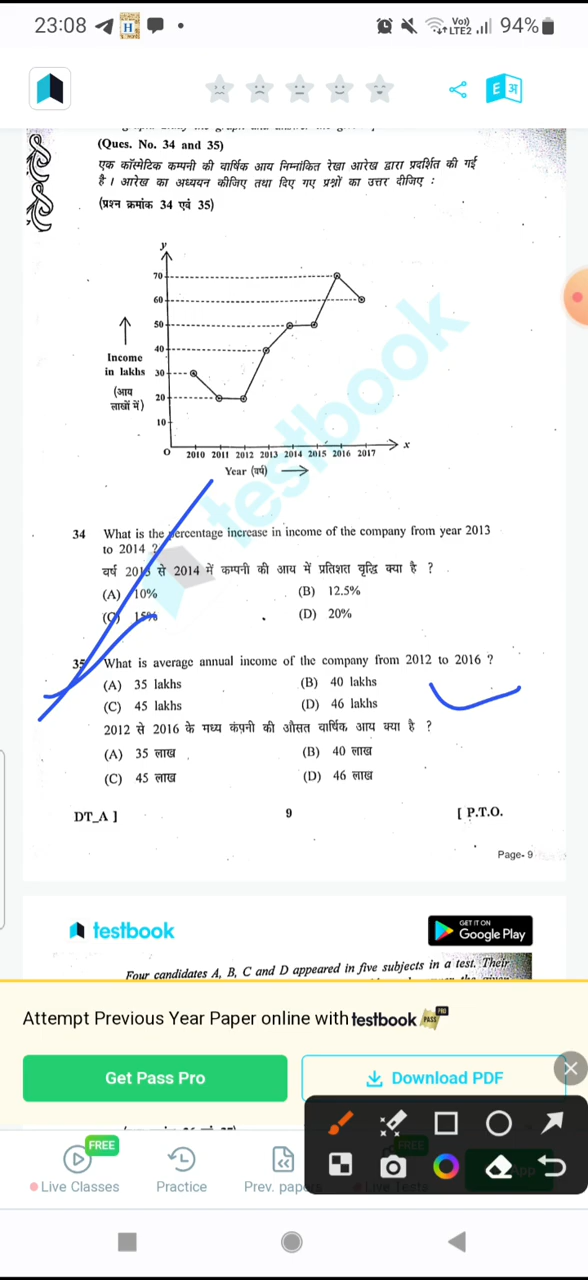 23:08
H
Vo))
LTE2
94%
E अ
(Ques. No. 34 and 35)
एक कॉस्मेटिक कम्पनी की वार्षिक आय निम्नांकित रेखा आरेख द्वारा प्रदर्शित की गई
है । आरेख का अध्ययन कीजिए तथा दिए गए प्रश्नों का उत्तर दीजिए :
(प्रश्न क्रमांक 34 एवं 35)
y
70
60
50
40
Income
in lakhs 30
(आय
लाखों में)
20
10
O
2010 2011 2012 2013 2014 2015 2016 2017
x
Year (वर्ष)
testbook
34 What is the percentage increase in income of the company from year 2013
to 2014 ?
वर्ष 2013 से 2014 में कम्पनी की आय में प्रतिशत वृद्धि क्या है ?
(A) 10% (B) 12.5%
(C) 15% (D) 20%
35 What is average annual income of the company from 2012 to 2016 ?
(A) 35 lakhs (B) 40 lakhs
(C) 45 lakhs (D) 46 lakhs
2012 से 2016 के मध्य कंपनी की औसत वार्षिक आय क्या है ?
(A) 35 लाख (B) 40 लाख
(C) 45 लाख (D) 46 लाख
DT_A ] 9 [ P.T.O.
Page- 9
testbook
GET IT ON
Google Play
Four candidates A, B, C and D appeared in five subjects in a test. Their
Attempt Previous Year Paper online with testbook PASS PRO
Get Pass Pro
Download PDF
FREE
Live Classes
Practice
Prev. pap